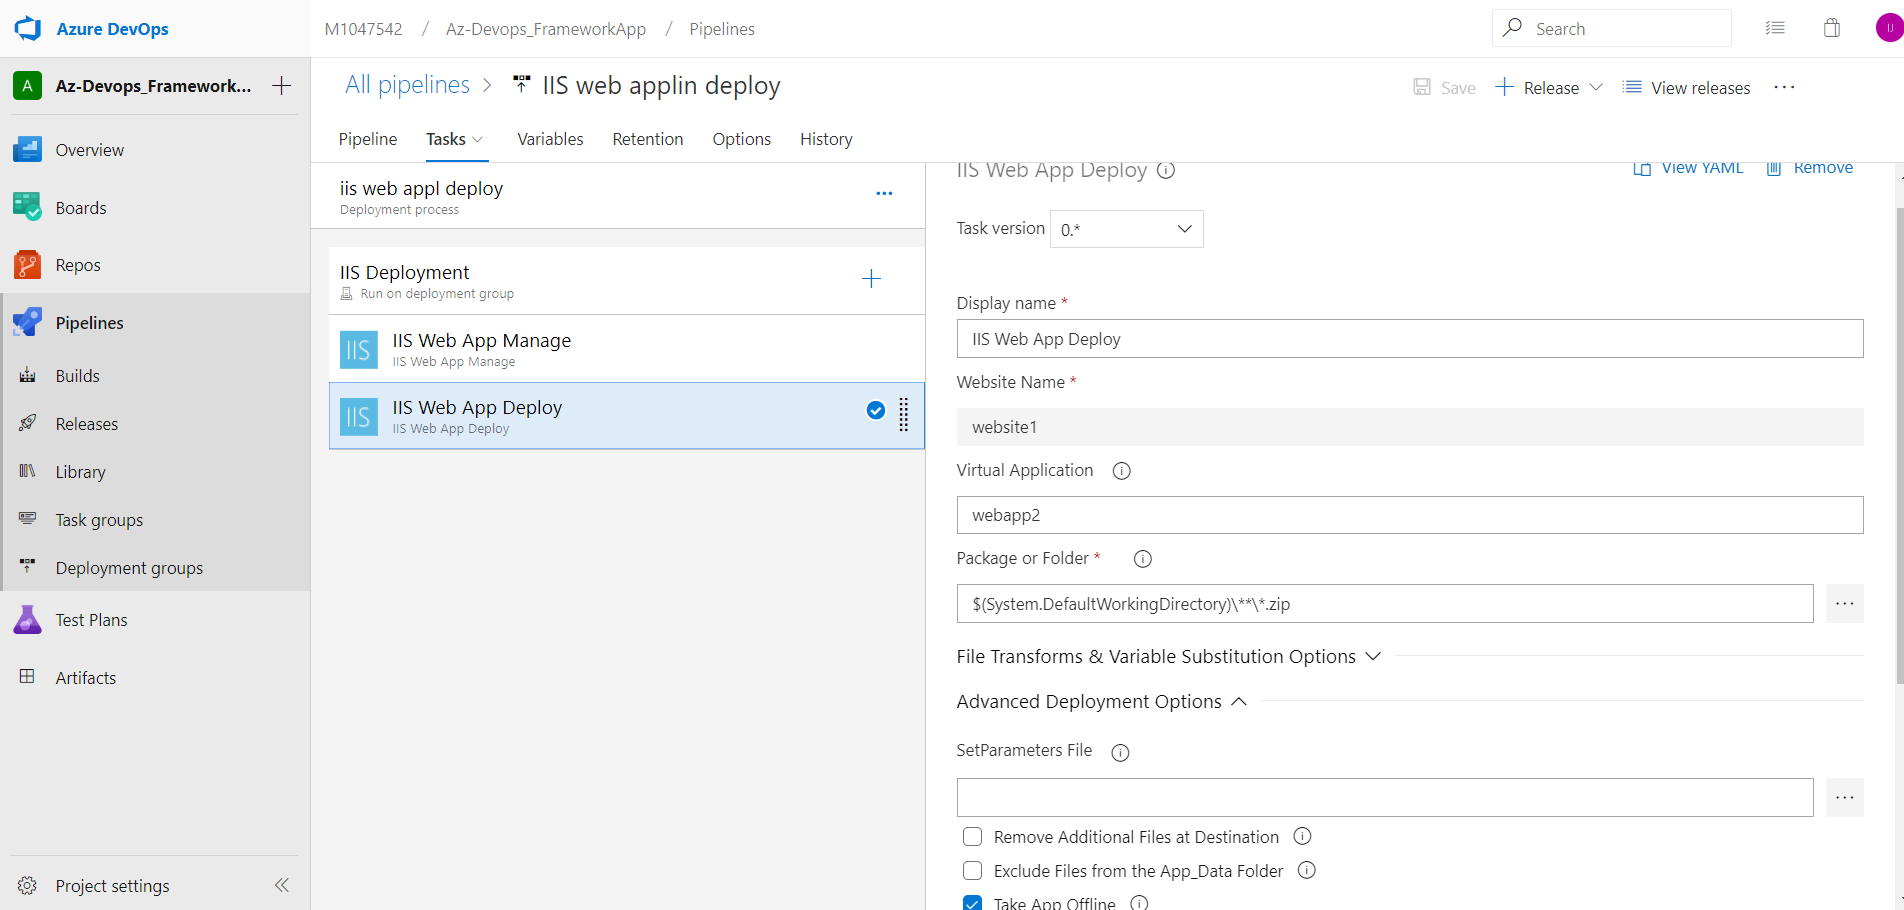 Azure DevOps
M1047542 / Az-Devops_FrameworkApp / Pipelines
Search
IJ
A Az-Devops_Framework...
Overview
Boards
Repos
Pipelines
Builds
Releases
Library
Task groups
Deployment groups
Test Plans
Artifacts
Project settings
All pipelines > IIS web applin deploy
Save
Release
View releases
...
Pipeline
Tasks
Variables
Retention
Options
History
iis web appl deploy
Deployment process
...
IIS Deployment
Run on deployment group
IIS
IIS Web App Manage
IIS Web App Manage
IIS
IIS Web App Deploy
IIS Web App Deploy
IIS Web App Deploy
View YAML
Remove
Task version 0.*
Display name *
IIS Web App Deploy
Website Name *
website1
Virtual Application
webapp2
Package or Folder *
$(System.DefaultWorkingDirectory)\**\*.zip
...
File Transforms & Variable Substitution Options
Advanced Deployment Options
SetParameters File
...
Remove Additional Files at Destination
Exclude Files from the App_Data Folder
Take App Offline